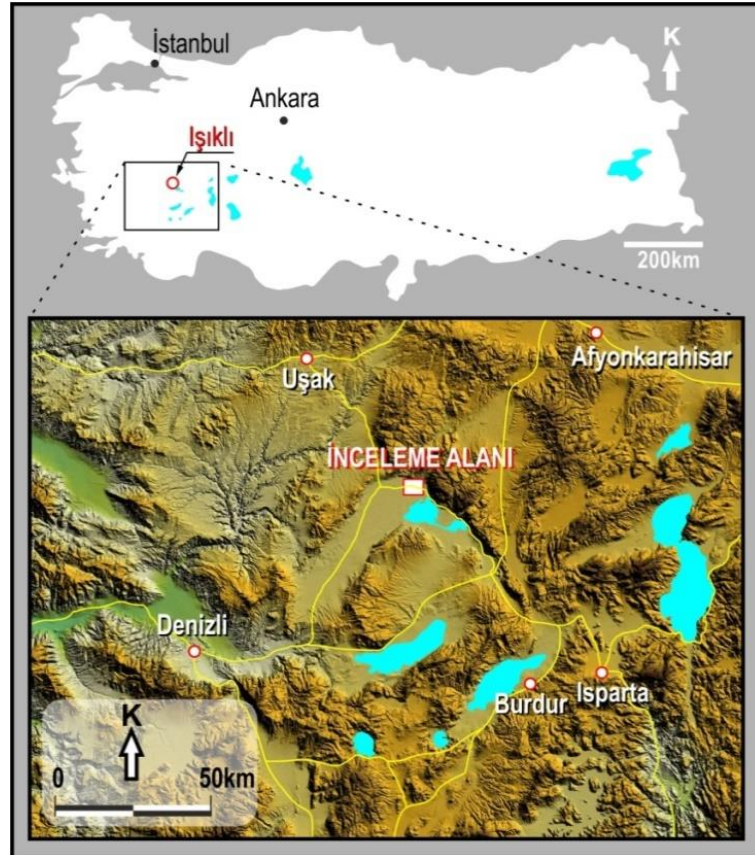 İstanbul
K
Ankara
Işıklı
200km
Afyonkarahisar
Uşak
İNCELEME ALANI
Denizli
Isparta
Burdur
K
0 50km